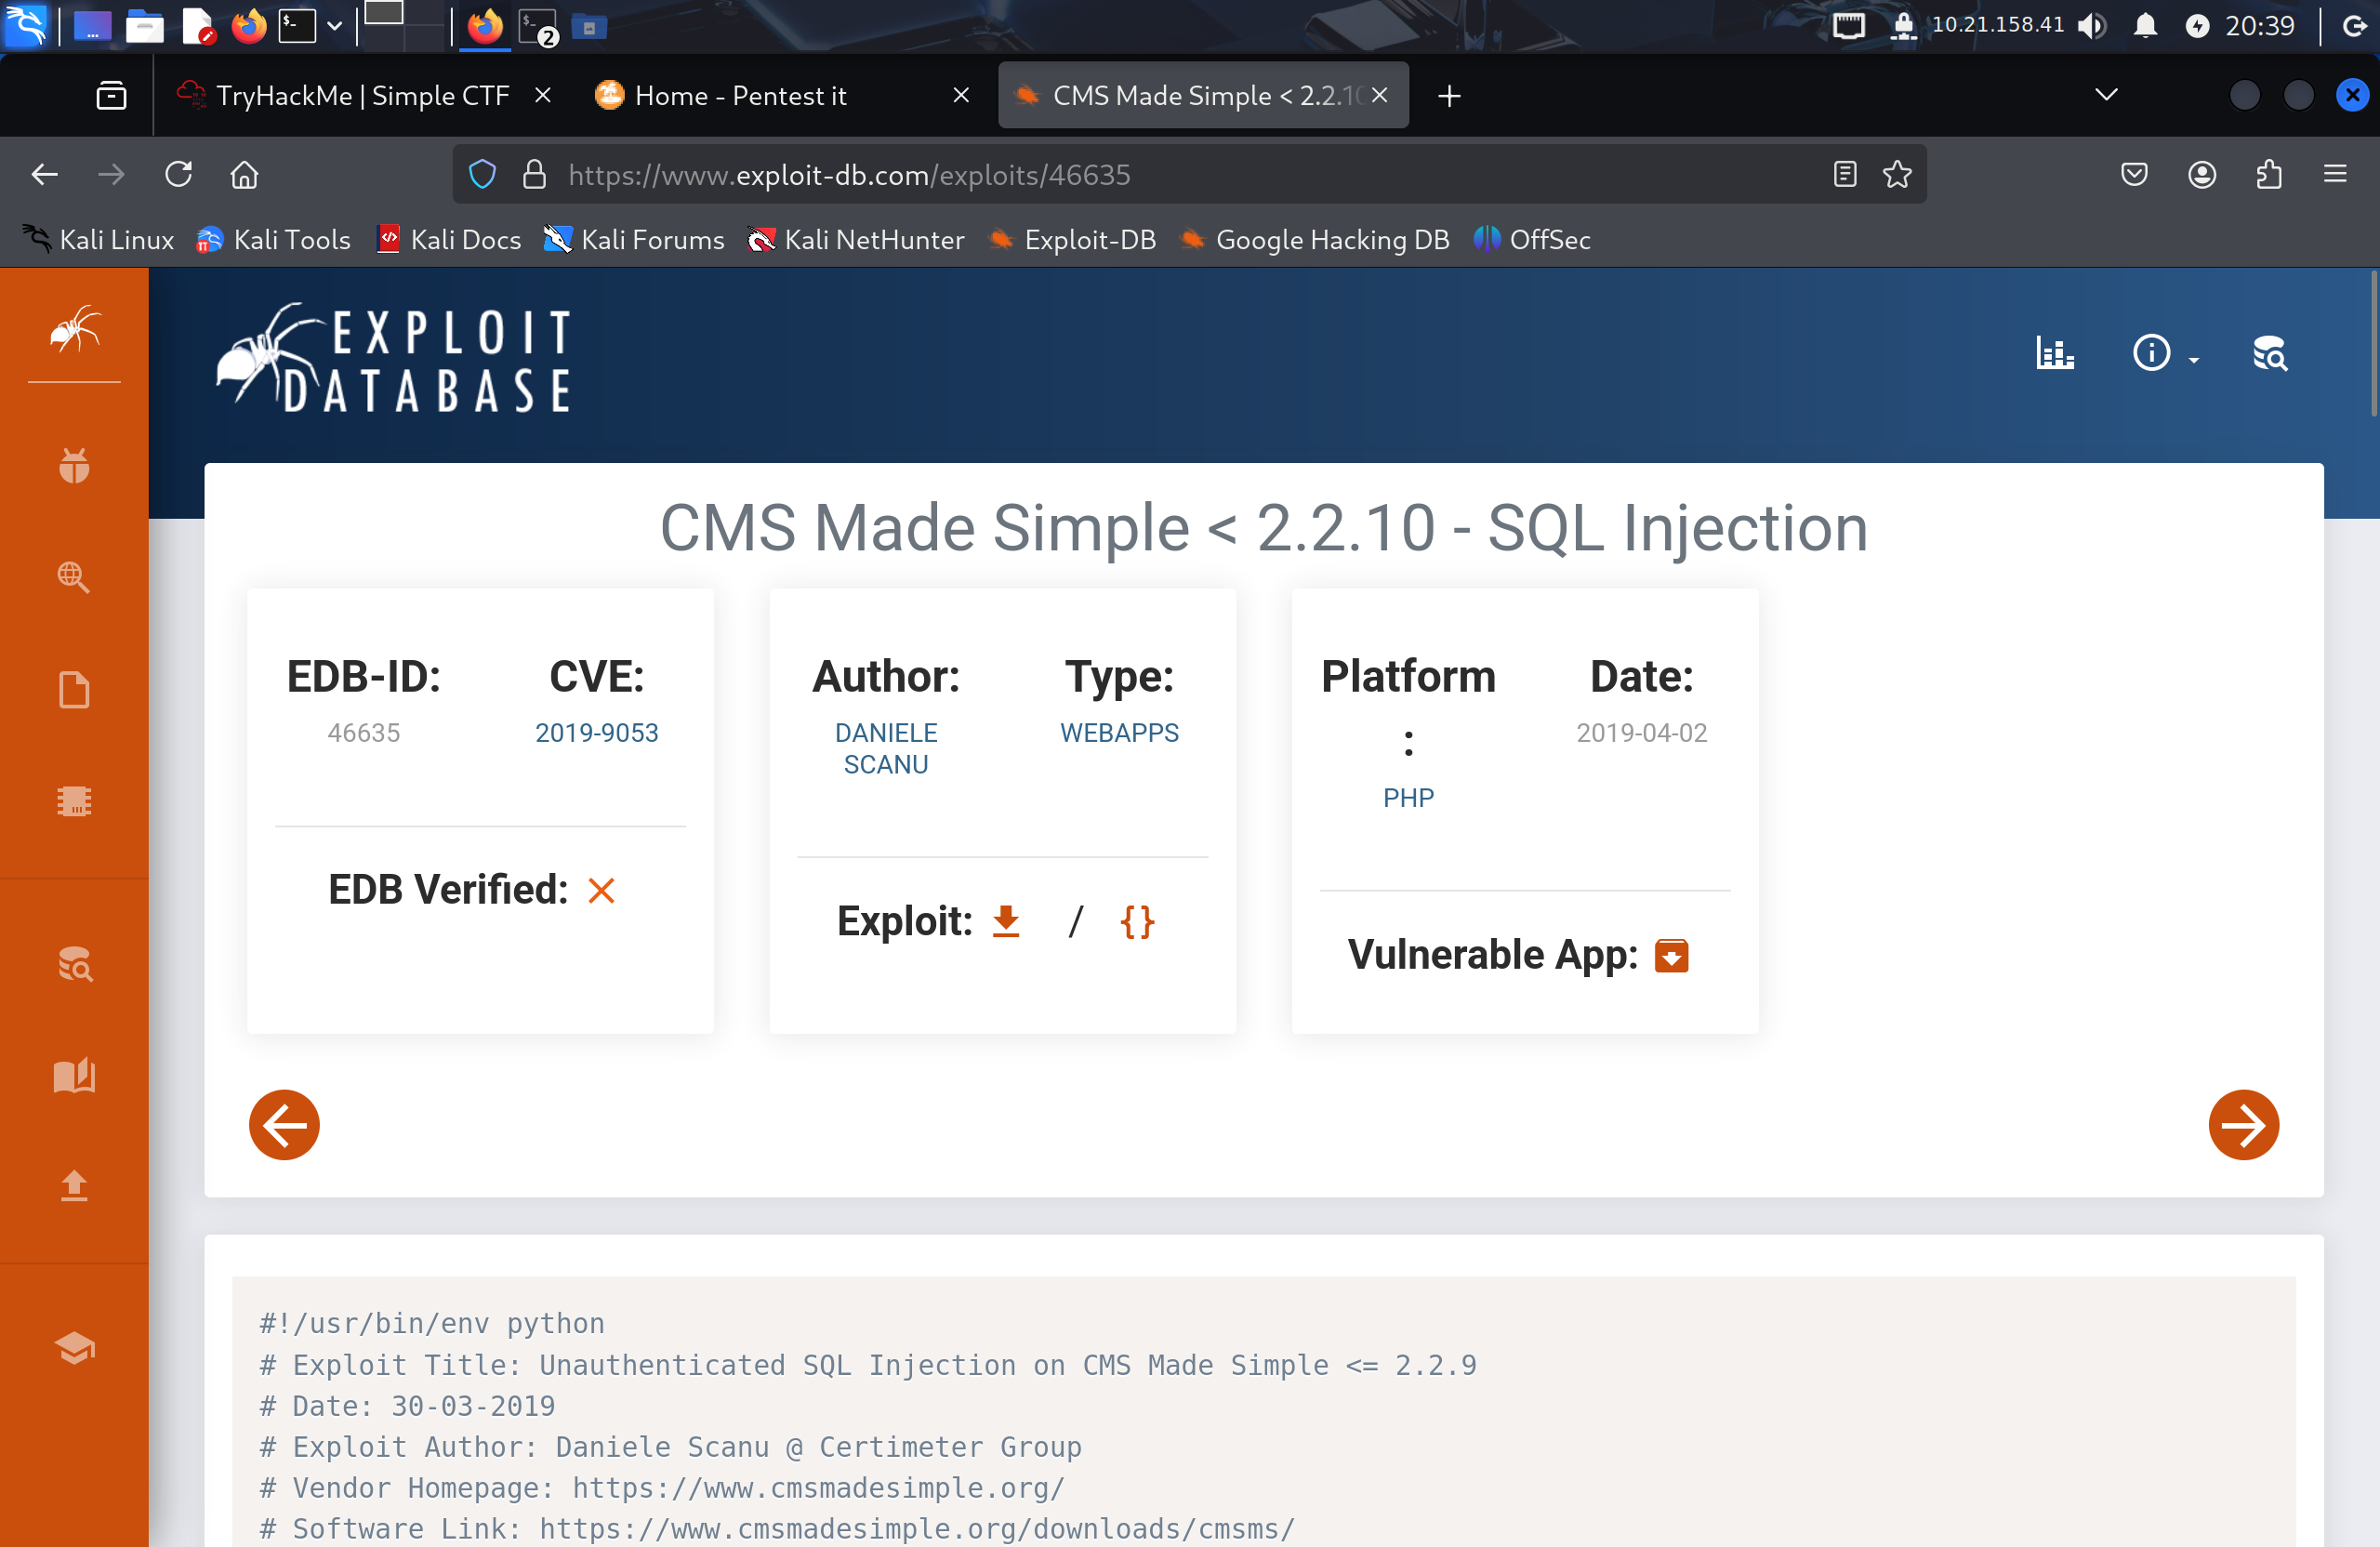 2
10.21.158.41
20:39
TryHackMe | Simple CTF
Home - Pentest it
CMS Made Simple < 2.2.10
https://www.exploit-db.com/exploits/46635
Kali Linux
Kali Tools
Kali Docs
Kali Forums
Kali NetHunter
Exploit-DB
Google Hacking DB
OffSec
EXPLOIT
DATABASE
CMS Made Simple < 2.2.10 - SQL Injection
EDB-ID:
46635
CVE:
2019-9053
EDB Verified:
Author:
DANIELE
SCANU
Type:
WEBAPPS
Exploit: / {}
Platform
:
PHP
Date:
2019-04-02
Vulnerable App:
#!/usr/bin/env python
# Exploit Title: Unauthenticated SQL Injection on CMS Made Simple <= 2.2.9
# Date: 30-03-2019
# Exploit Author: Daniele Scanu @ Certimeter Group
# Vendor Homepage: https://www.cmsmadesimple.org/
# Software Link: https://www.cmsmadesimple.org/downloads/cmsms/